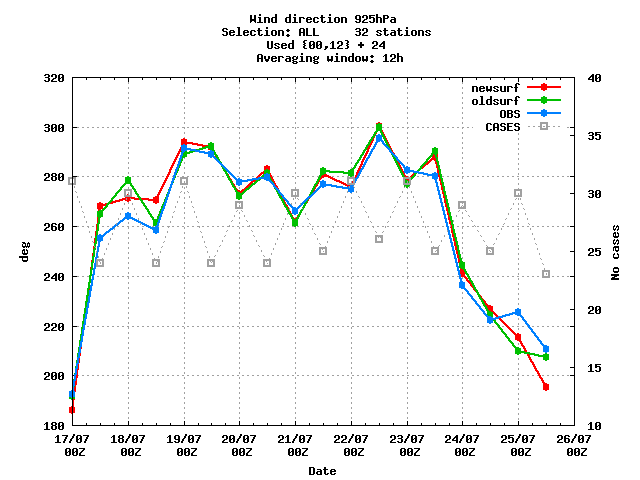 Wind direction 925hPa
Selection: ALL     32 stations
Used {00,12} + 24
Averaging window: 12h
newsurf
oldsurf
OBS
CASES
320
300
280
260
240
220
200
180
deg
40
35
30
25
20
15
10
No cases
17/07 18/07 19/07 20/07 21/07 22/07 23/07 24/07 25/07 26/07
00Z 00Z 00Z 00Z 00Z 00Z 00Z 00Z 00Z 00Z
Date